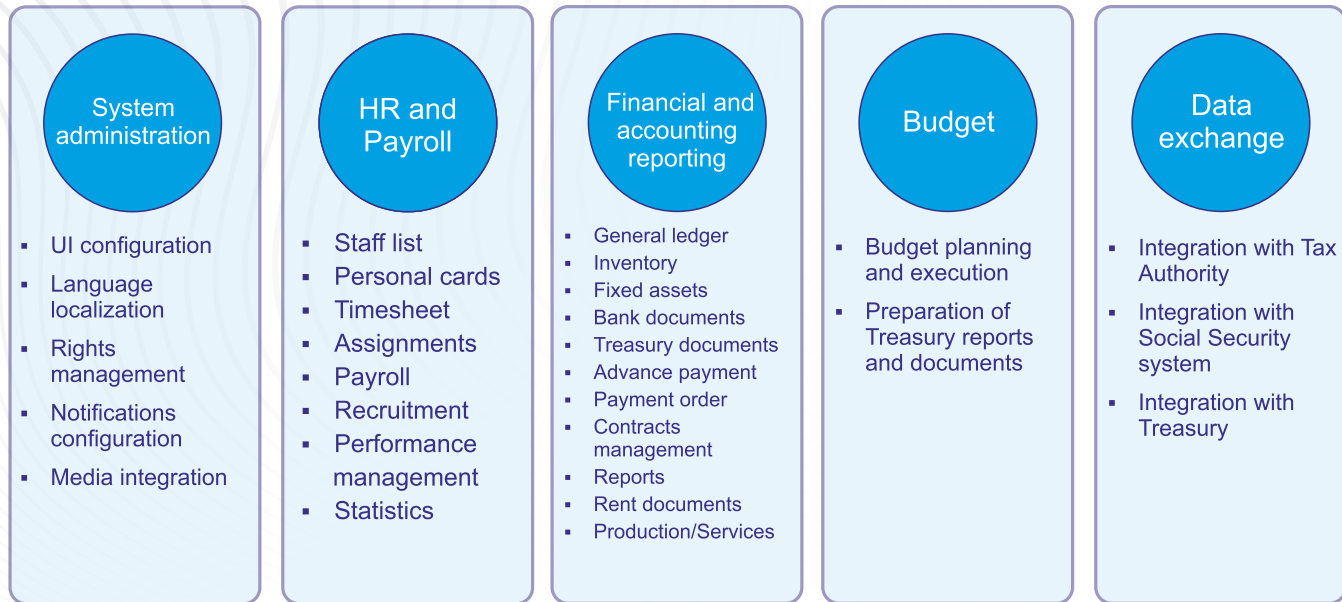 System
administration
▪ UI configuration
▪ Language
localization
▪ Rights
management
▪ Notifications
configuration
▪ Media integration
HR and
Payroll
▪ Staff list
▪ Personal cards
▪ Timesheet
▪ Assignments
▪ Payroll
▪ Recruitment
▪ Performance
management
▪ Statistics
Financial and
accounting
reporting
▪ General ledger
▪ Inventory
▪ Fixed assets
▪ Bank documents
▪ Treasury documents
▪ Advance payment
▪ Payment order
▪ Contracts
management
▪ Reports
▪ Rent documents
▪ Production/Services
Budget
▪ Budget planning
and execution
▪ Preparation of
Treasury reports
and documents
Data
exchange
▪ Integration with Tax
Authority
▪ Integration with
Social Security
system
▪ Integration with
Treasury